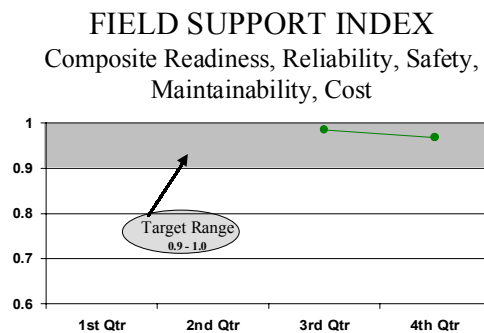 FIELD SUPPORT INDEX
Composite Readiness, Reliability, Safety,
Maintainability, Cost
1
0.9
0.8
Target Range
0.9 - 1.0
0.7
0.6
1st Qtr 2nd Qtr 3rd Qtr 4th Qtr